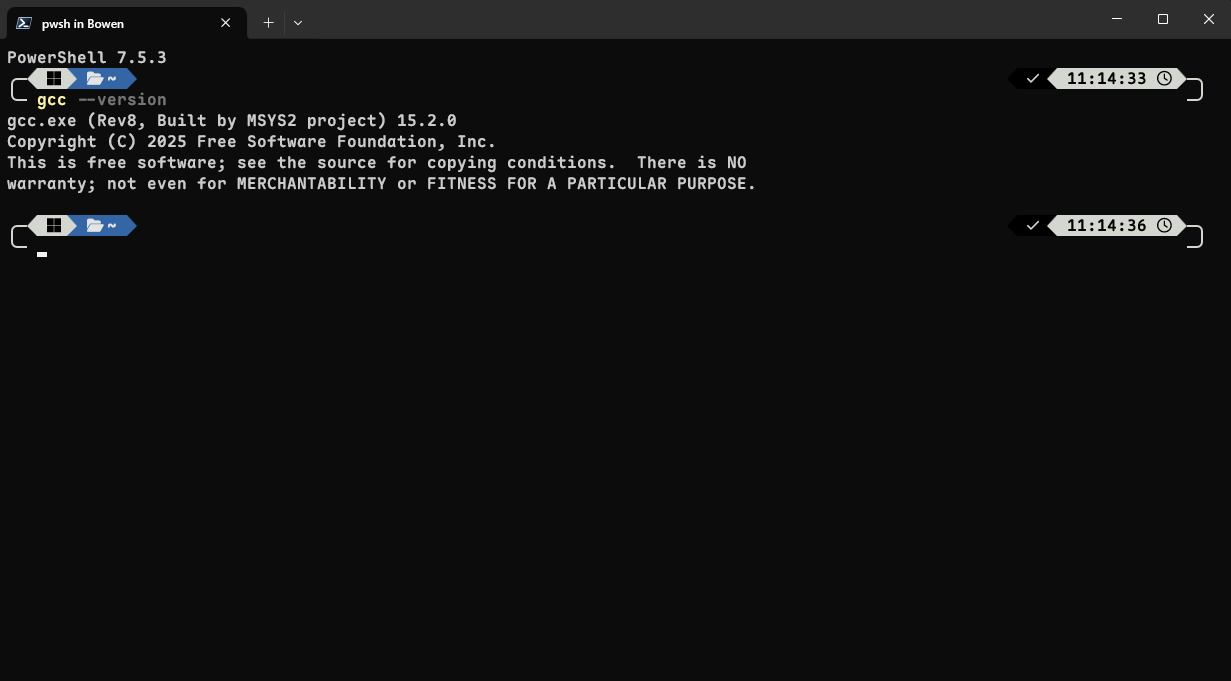 pwsh in Bowen
PowerShell 7.5.3
~ 11:14:33
gcc --version
gcc.exe (Rev8, Built by MSYS2 project) 15.2.0
Copyright (C) 2025 Free Software Foundation, Inc.
This is free software; see the source for copying conditions.  There is NO
warranty; not even for MERCHANTABILITY or FITNESS FOR A PARTICULAR PURPOSE.
~ 11:14:36